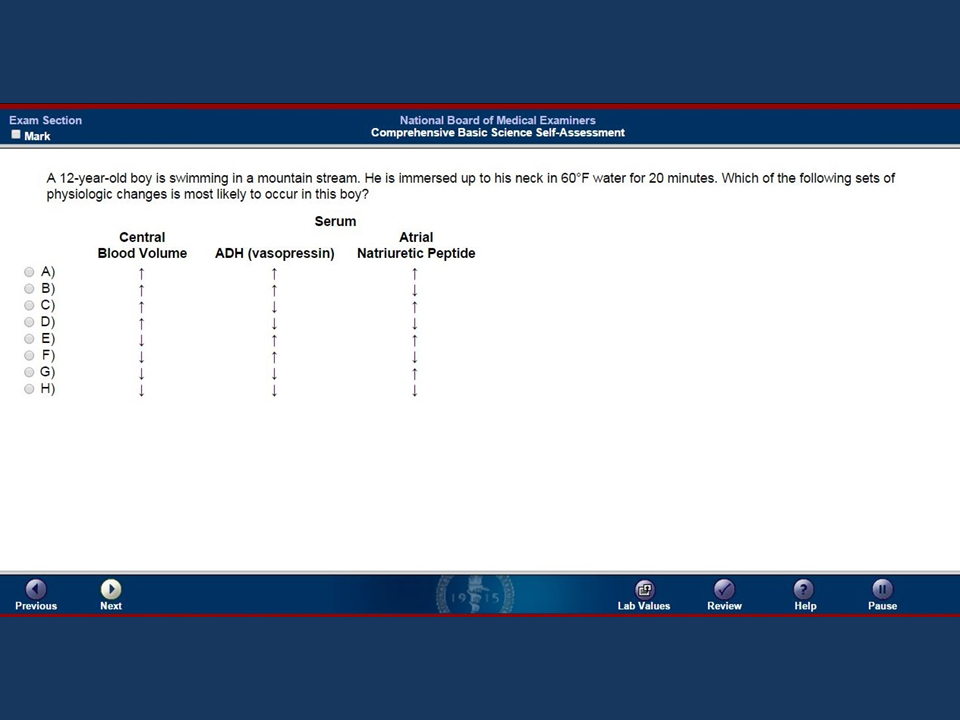 Exam Section
Mark
National Board of Medical Examiners
Comprehensive Basic Science Self-Assessment
A 12-year-old boy is swimming in a mountain stream. He is immersed up to his neck in 60°F water for 20 minutes. Which of the following sets of
physiologic changes is most likely to occur in this boy?
Serum
Central Atrial
Blood Volume ADH (vasopressin) Natriuretic Peptide
A) ↑ ↑ ↑
B) ↑ ↑ ↓
C) ↑ ↓ ↑
D) ↑ ↓ ↓
E) ↓ ↑ ↑
F) ↓ ↑ ↓
G) ↓ ↓ ↑
H) ↓ ↓ ↓
1915
Previous Next Lab Values Review Help Pause